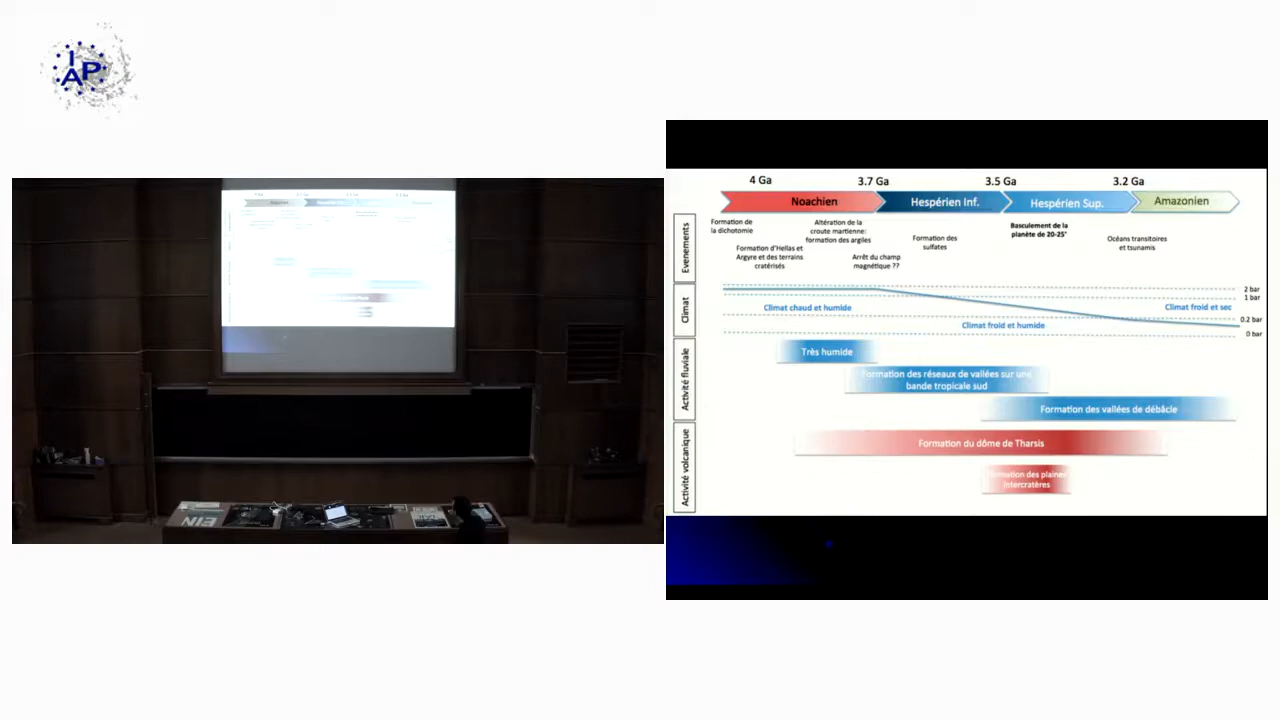 IAP
4 Ga
3.7 Ga
3.5 Ga
3.2 Ga
Noachien
Hespérien Inf.
Hespérien Sup.
Amazonien
Evenements
Formation de
la dichotomie
Formation d'Hellas et
Argyre et des terrains
cratérisés
Altération de la
croute martienne:
formation des argiles
Arrêt du champ
magnétique ??
Formation des
sulfates
Basculement de la
planète de 20-25°
Océans transitoires
et tsunamis
Climat
2 bar
1 bar
0.2 bar
0 bar
Climat chaud et humide
Climat froid et humide
Climat froid et sec
Activité fluviale
Très humide
Formation des réseaux de vallées sur une
bande tropicale sud
Formation des vallées de débâcle
Activité volcanique
Formation du dôme de Tharsis
Formation des plaines
intercratères